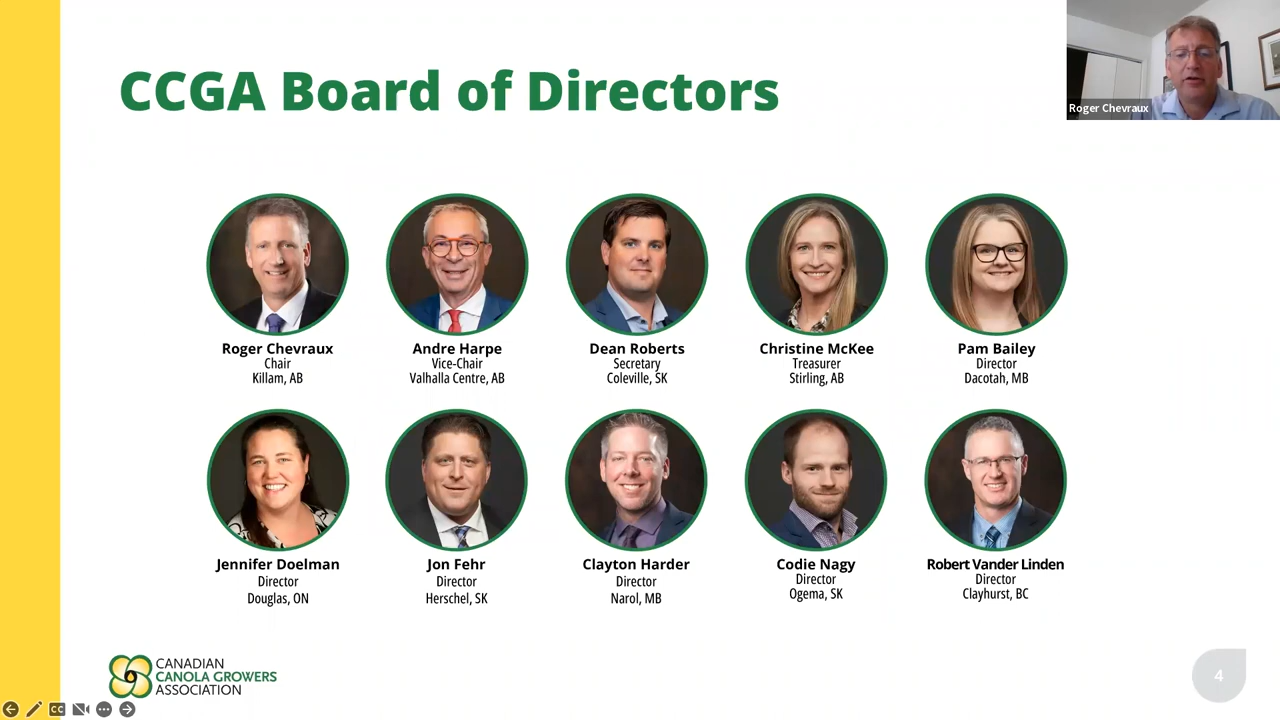 CCGA Board of Directors
Roger Chevraux
Roger Chevraux
Chair
Killam, AB
Andre Harpe
Vice-Chair
Valhalla Centre, AB
Dean Roberts
Secretary
Coleville, SK
Christine McKee
Treasurer
Stirling, AB
Pam Bailey
Director
Dacotah, MB
Jennifer Doelman
Director
Douglas, ON
Jon Fehr
Director
Herschel, SK
Clayton Harder
Director
Narol, MB
Codie Nagy
Director
Ogema, SK
Robert Vander Linden
Director
Clayhurst, BC
CANADIAN
CANOLA GROWERS
ASSOCIATION
4
CC